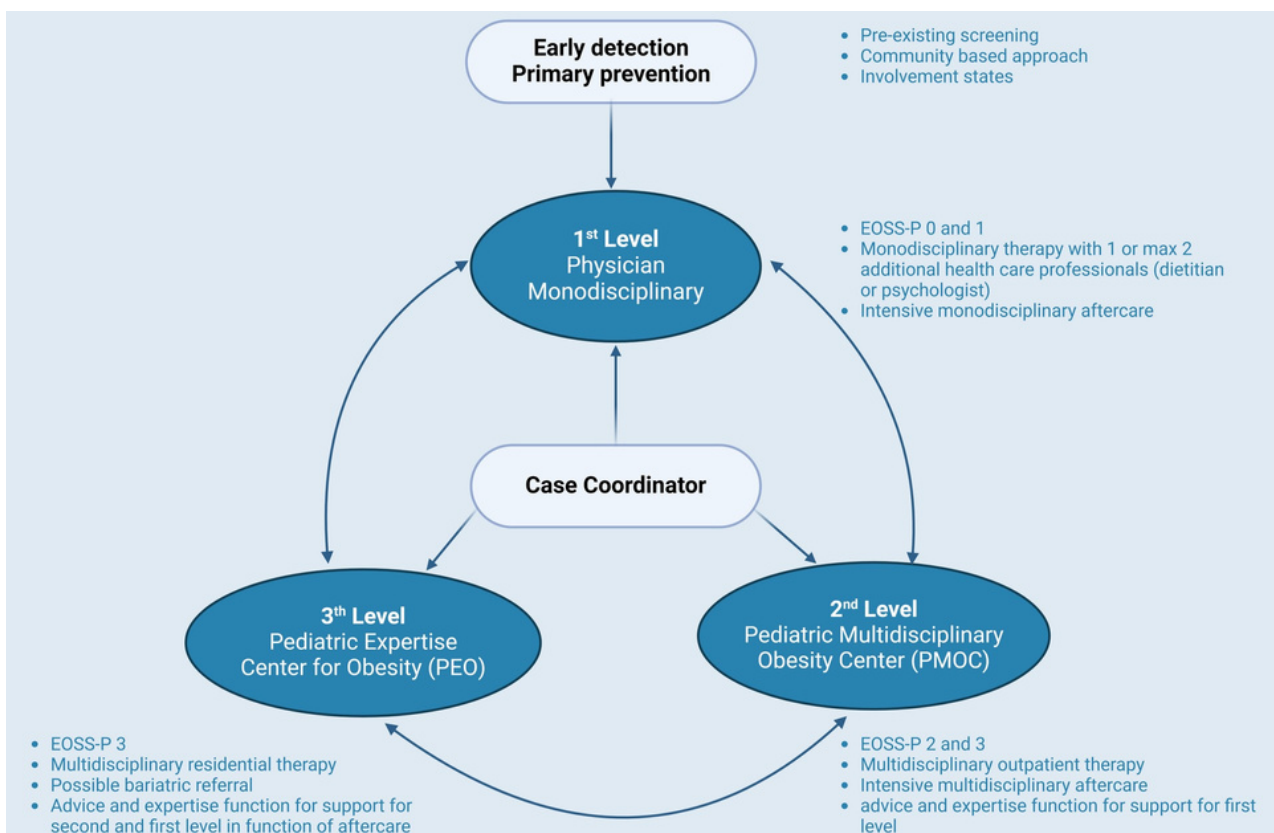 Early detection
Primary prevention
• Pre-existing screening
• Community based approach
• Involvement states
1st Level
Physician
Monodisciplinary
• EOSS-P 0 and 1
• Monodisciplinary therapy with 1 or max 2
additional health care professionals (dietitian
or psychologist)
• Intensive monodisciplinary aftercare
Case Coordinator
3th Level
Pediatric Expertise
Center for Obesity (PEO)
2nd Level
Pediatric Multidisciplinary
Obesity Center (PMOC)
• EOSS-P 3
• Multidisciplinary residential therapy
• Possible bariatric referral
• Advice and expertise function for support for
second and first level in function of aftercare
• EOSS-P 2 and 3
• Multidisciplinary outpatient therapy
• Intensive multidisciplinary aftercare
• advice and expertise function for support for first
level